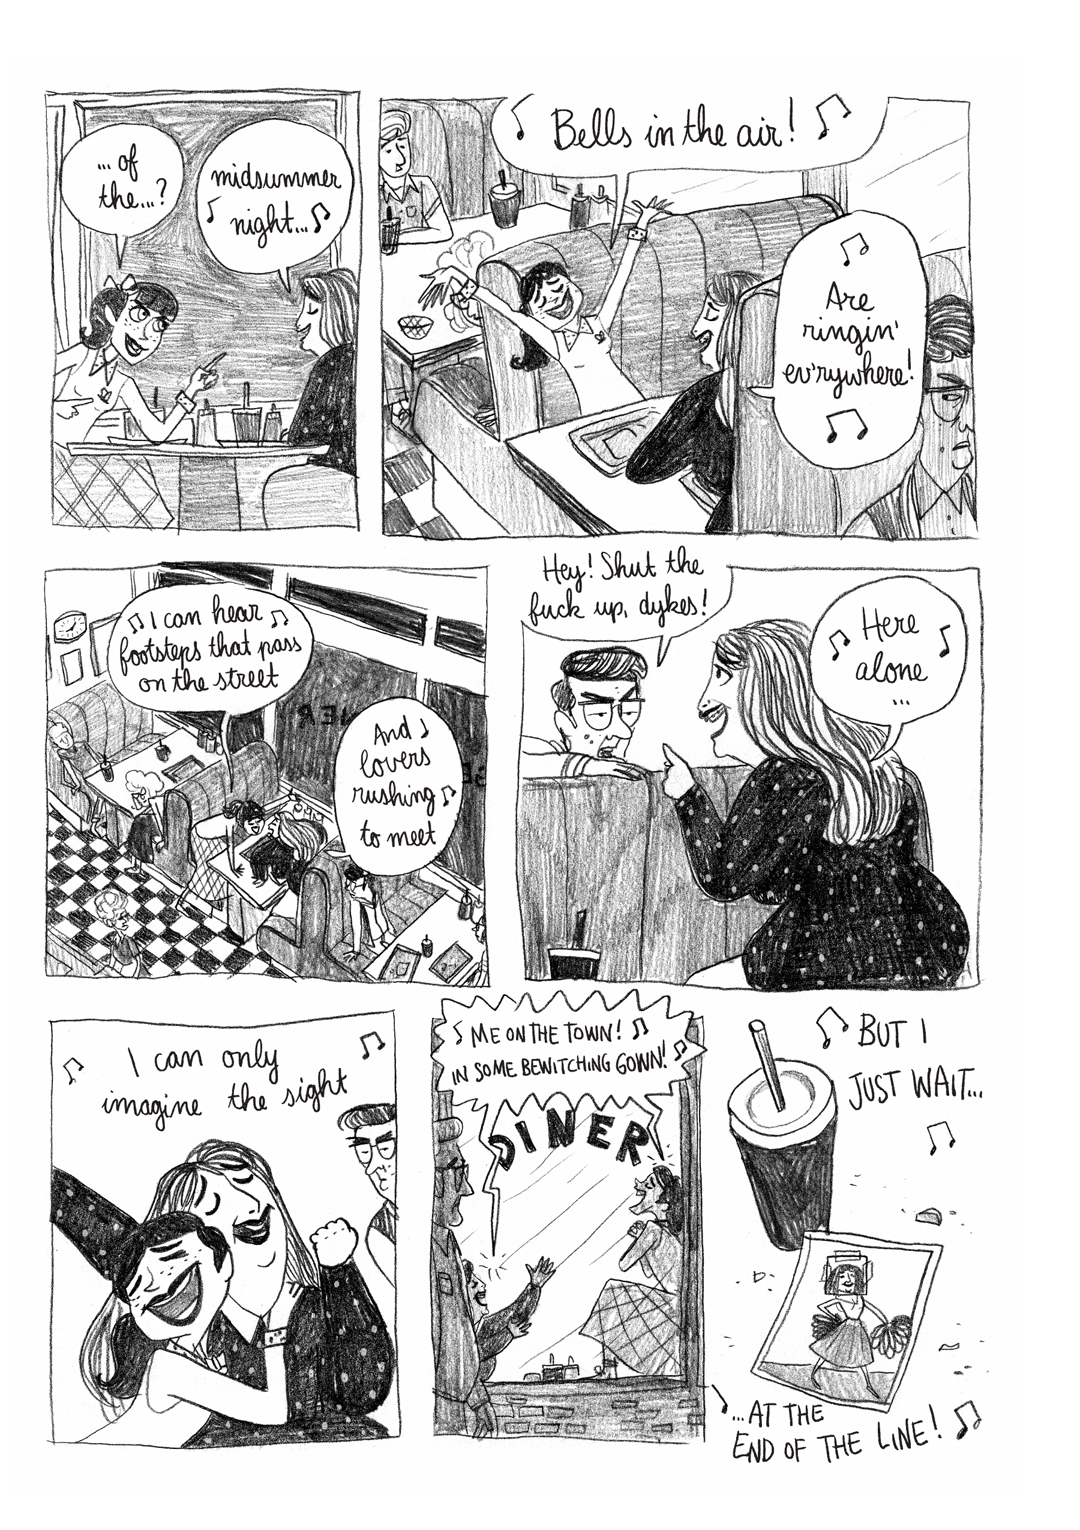 ...of
the...?
midsummer
night...
Bells in the air!
Are
ringin'
ev'rywhere!
I can hear
footsteps that pass
on the street
And
lovers
rushing
to meet
Hey! Shut the
fuck up, dykes!
Here
alone
...
I can only
imagine the sight
ME ON THE TOWN!
IN SOME BEWITCHING GOWN!
DINER
BUT I
JUST WAIT...
...AT THE
END OF THE LINE!